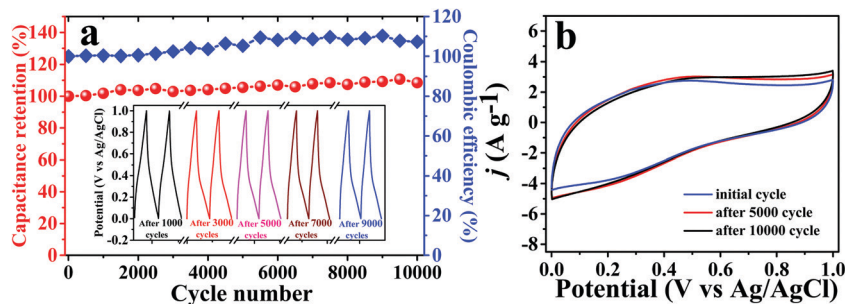 a
Capacitance retention (%)
140
120
100
80
60
40
20
0
Potential (V vs Ag/AgCl)
1.0
0.8
0.6
0.4
0.2
0.0
-0.2
After 1000
cycles
After 3000
cycles
After 5000
cycles
After 7000
cycles
After 9000
cycles
0 2000 4000 6000 8000 10000
Cycle number
120
100
80
60
40
20
0
Coulombic efficiency (%)
b
j (A g-1)
8
6
4
2
0
-2
-4
-6
-8
initial cycle
after 5000 cycle
after 10000 cycle
0.0 0.2 0.4 0.6 0.8 1.0
Potential (V vs Ag/AgCl)